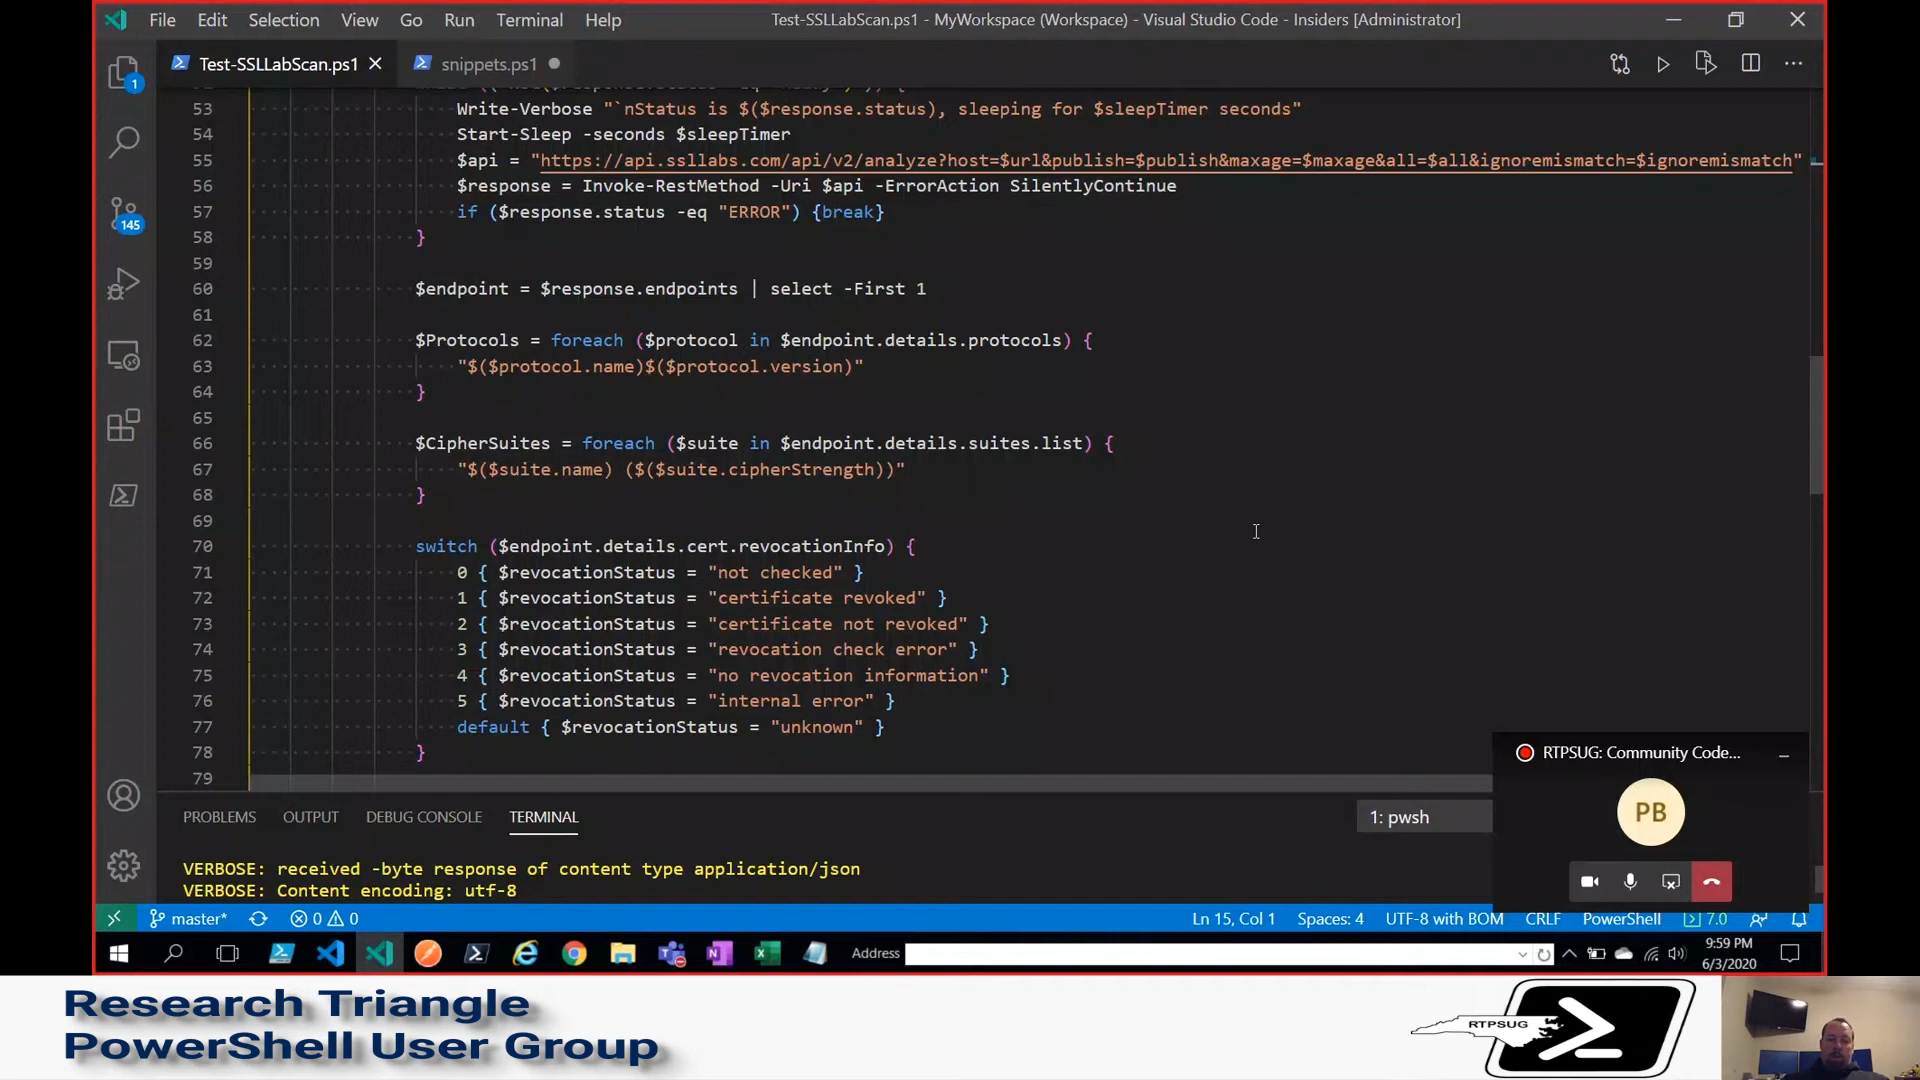 File Edit Selection View Go Run Terminal Help
Test-SSLLabScan.ps1 - MyWorkspace (Workspace) - Visual Studio Code - Insiders [Administrator]
Test-SSLLabScan.ps1
snippets.ps1
53 Write-Verbose "`nStatus is $($response.status), sleeping for $sleepTimer seconds"
54 Start-Sleep -seconds $sleepTimer
55 $api = "https://api.ssllabs.com/api/v2/analyze?host=$url&publish=$publish&maxage=$maxage&all=$all&ignoremismatch=$ignoremismatch"
56 $response = Invoke-RestMethod -Uri $api -ErrorAction SilentlyContinue
57 if ($response.status -eq "ERROR") {break}
58 }
59
60 $endpoint = $response.endpoints | select -First 1
61
62 $Protocols = foreach ($protocol in $endpoint.details.protocols) {
63 "$($protocol.name)$($protocol.version)"
64 }
65
66 $CipherSuites = foreach ($suite in $endpoint.details.suites.list) {
67 "$($suite.name) ($($suite.cipherStrength))"
68 }
69
70 switch ($endpoint.details.cert.revocationInfo) {
71 0 { $revocationStatus = "not checked" }
72 1 { $revocationStatus = "certificate revoked" }
73 2 { $revocationStatus = "certificate not revoked" }
74 3 { $revocationStatus = "revocation check error" }
75 4 { $revocationStatus = "no revocation information" }
76 5 { $revocationStatus = "internal error" }
77 default { $revocationStatus = "unknown" }
78 }
79
1
145
RTPSUG: Community Code...
PB
PROBLEMS OUTPUT DEBUG CONSOLE TERMINAL
1: pwsh
VERBOSE: received -byte response of content type application/json
VERBOSE: Content encoding: utf-8
master* 0 0
Ln 15, Col 1 Spaces: 4 UTF-8 with BOM CRLF PowerShell 7.0
Address
9:59 PM
6/3/2020
Research Triangle
PowerShell User Group
RTPSUG